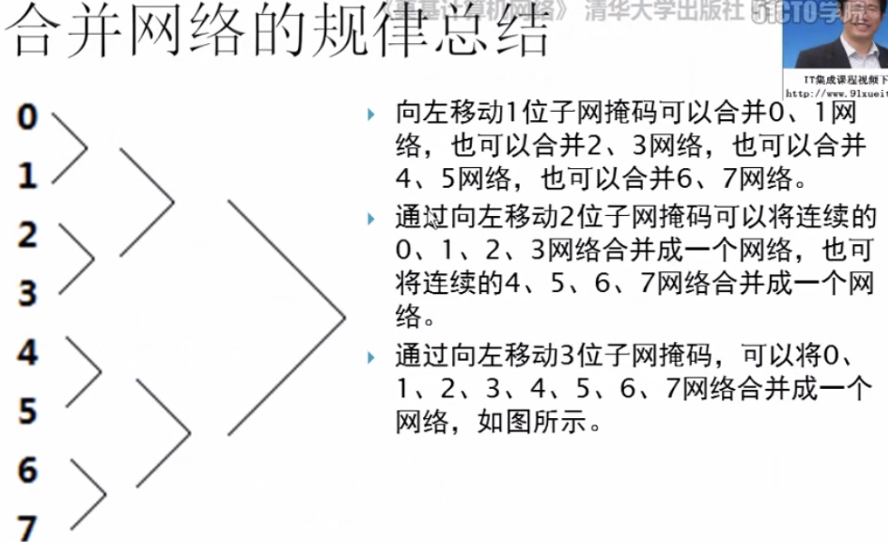 计算机网络》 清华大学出版社 51CTO学院
合并网络的规律总结
IT集成课程视频下
http://www.91xueit
0
1
2
3
4
5
6
7
向左移动1位子网掩码可以合并0、1网
络，也可以合并2、3网络，也可以合并
4、5网络，也可以合并6、7网络。
通过向左移动2位子网掩码可以将连续的
0、1、2、3网络合并成一个网络，也可
将连续的4、5、6、7网络合并成一个网
络。
通过向左移动3位子网掩码，可以将0、
1、2、3、4、5、6、7网络合并成一个
网络，如图所示。